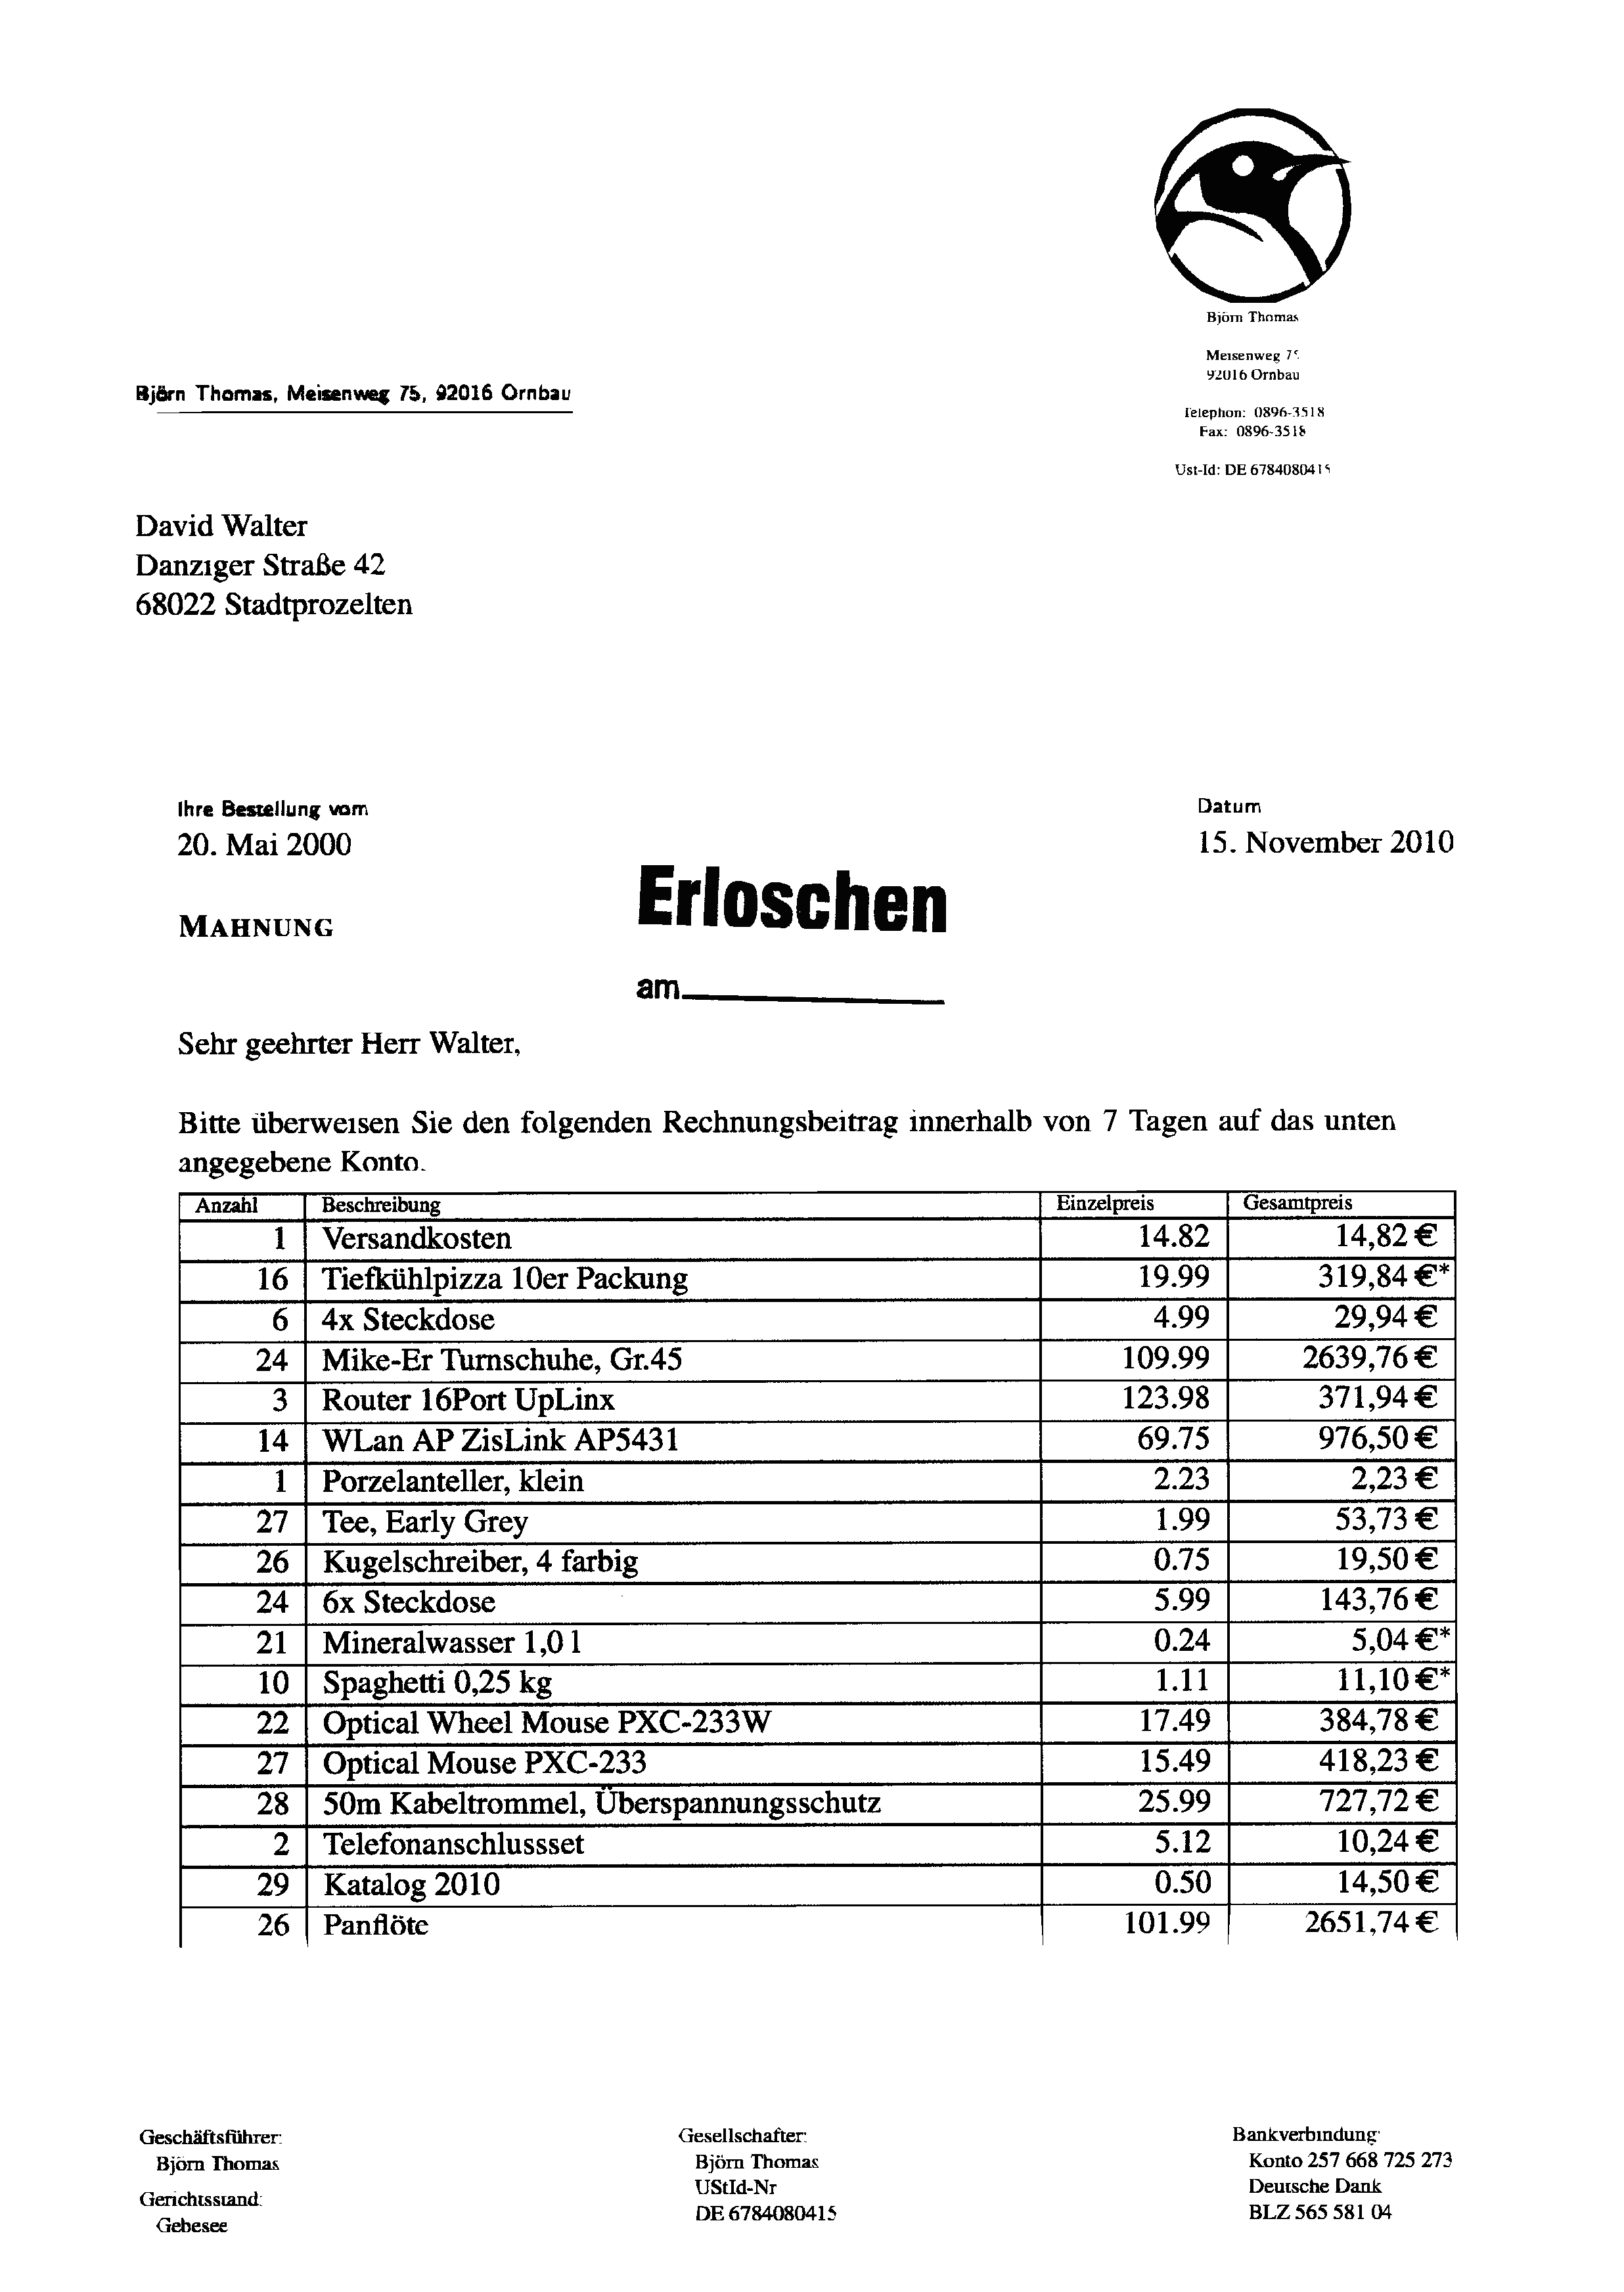 Björn Thomas
Meisenweg 75
92016 Ornbau
Telephon: 0896-3518
Fax: 0896-3518
Ust-Id: DE 6784080415
Björn Thomas, Meisenweg 75, 92016 Ornbau
David Walter
Danziger Straße 42
68022 Stadtprozelten
Ihre Bestellung vom
20. Mai 2000
Datum
15. November 2010
MAHNUNG
Erloschen
am
Sehr geehrter Herr Walter,
Bitte überweisen Sie den folgenden Rechnungsbeitrag innerhalb von 7 Tagen auf das unten
angegebene Konto.
Anzahl Beschreibung Einzelpreis Gesamtpreis
1 Versandkosten 14.82 14,82 €
16 Tiefkühlpizza 10er Packung 19.99 319,84 €*
6 4x Steckdose 4.99 29,94 €
24 Mike-Er Turnschuhe, Gr.45 109.99 2639,76 €
3 Router 16Port UpLinx 123.98 371,94 €
14 WLan AP ZisLink AP5431 69.75 976,50 €
1 Porzelanteller, klein 2.23 2,23 €
27 Tee, Early Grey 1.99 53,73 €
26 Kugelschreiber, 4 farbig 0.75 19,50 €
24 6x Steckdose 5.99 143,76 €
21 Mineralwasser 1,0 l 0.24 5,04 €*
10 Spaghetti 0,25 kg 1.11 11,10 €*
22 Optical Wheel Mouse PXC-233W 17.49 384,78 €
27 Optical Mouse PXC-233 15.49 418,23 €
28 50m Kabeltrommel, Überspannungsschutz 25.99 727,72 €
2 Telefonanschlussset 5.12 10,24 €
29 Katalog 2010 0.50 14,50 €
26 Panflöte 101.99 2651,74 €
Geschäftsführer:
Björn Thomas
Gerichtsstand:
Gebesee
Gesellschafter:
Björn Thomas
UStId-Nr
DE 6784080415
Bankverbindung:
Konto 257 668 725 273
Deutsche Dank
BLZ 565 581 04